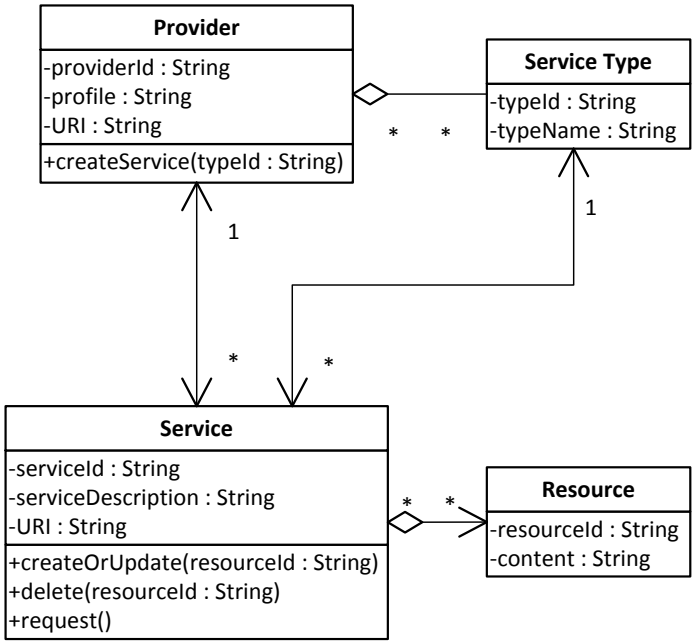 Provider
-providerId : String
-profile : String
-URI : String
+createService(typeId : String)
Service Type
-typeId : String
-typeName : String
* *
1
1
*
*
Service
-serviceId : String
-serviceDescription : String
-URI : String
+createOrUpdate(resourceId : String)
+delete(resourceId : String)
+request()
* *
Resource
-resourceId : String
-content : String